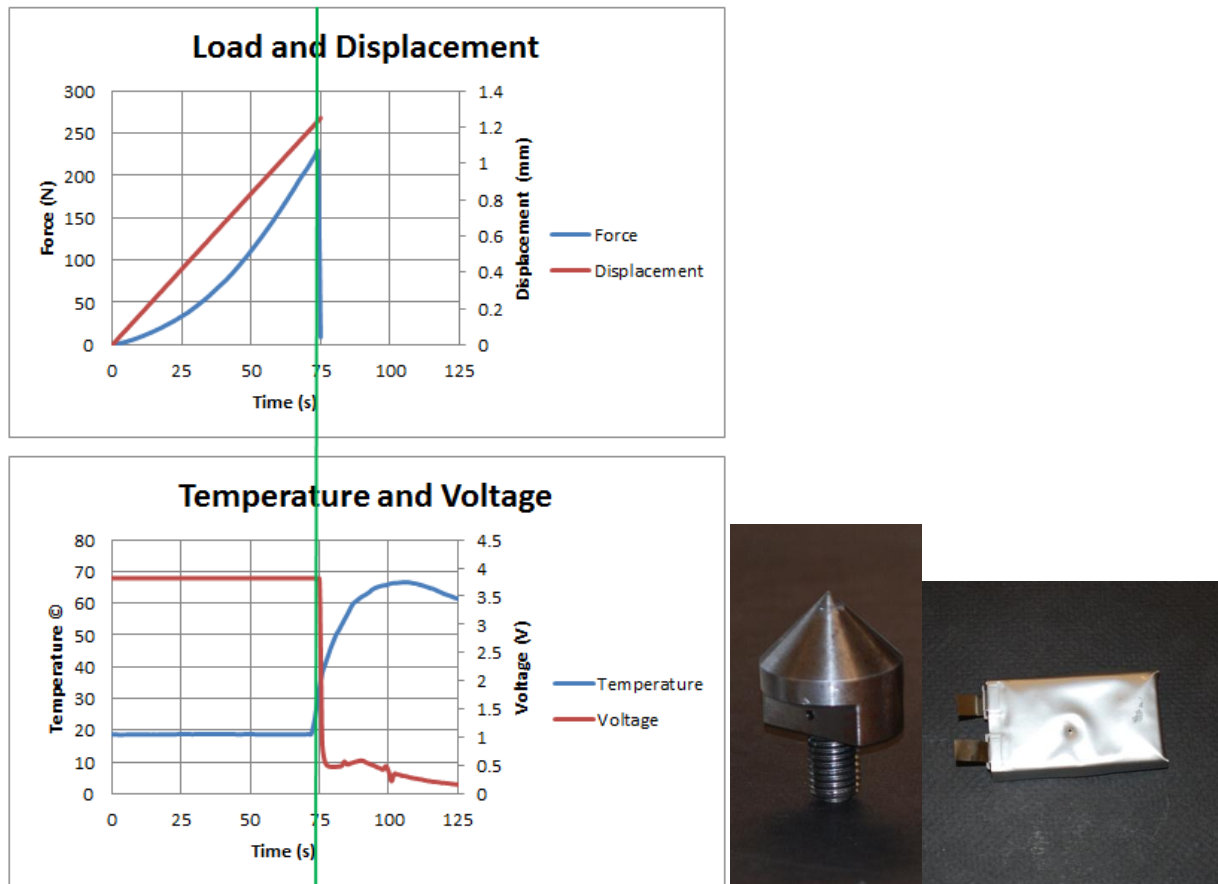 Load and Displacement
300
250
200
150
100
50
0
Force (N)
1.4
1.2
1
0.8
0.6
0.4
0.2
0
Displacement (mm)
0 25 50 75 100 125
Time (s)
Force
Displacement
Temperature and Voltage
80
70
60
50
40
30
20
10
0
Temperature ©
4.5
4
3.5
3
2.5
2
1.5
1
0.5
0
Voltage (V)
0 25 50 75 100 125
Time (s)
Temperature
Voltage